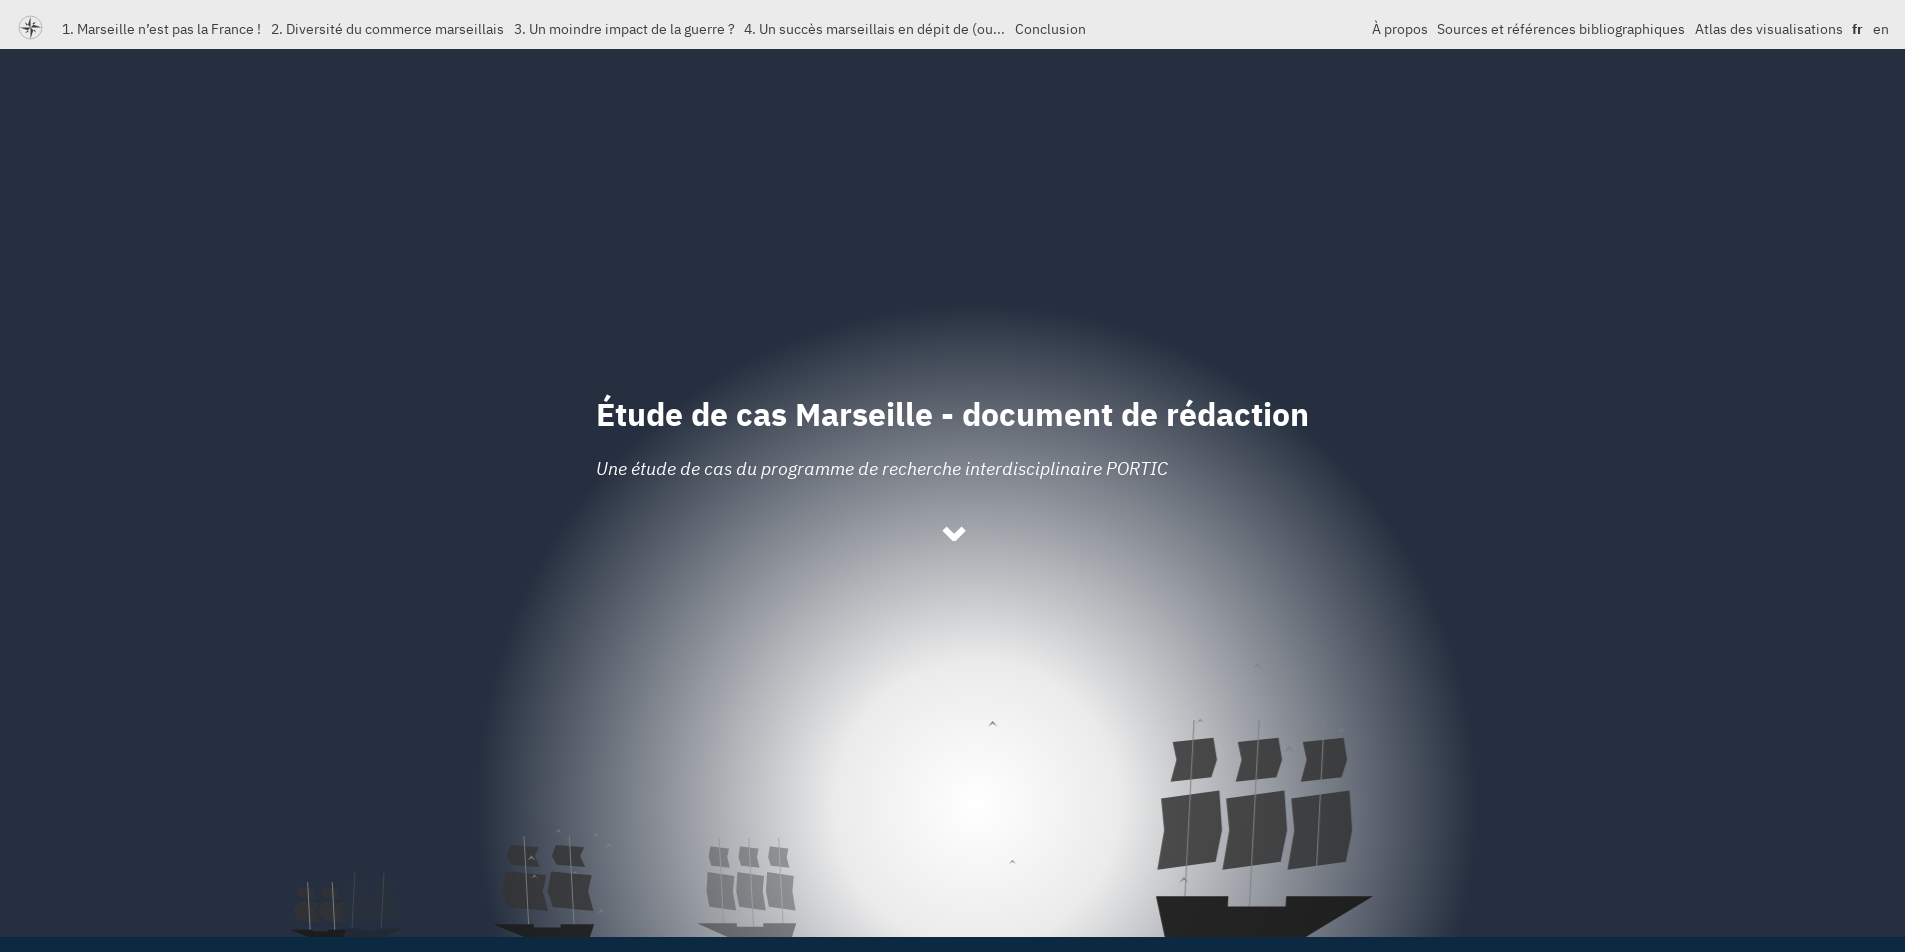 1. Marseille n’est pas la France ! 2. Diversité du commerce marseillais 3. Un moindre impact de la guerre ? 4. Un succès marseillais en dépit de (ou... Conclusion À propos Sources et références bibliographiques Atlas des visualisations fr en
Étude de cas Marseille - document de rédaction
Une étude de cas du programme de recherche interdisciplinaire PORTIC